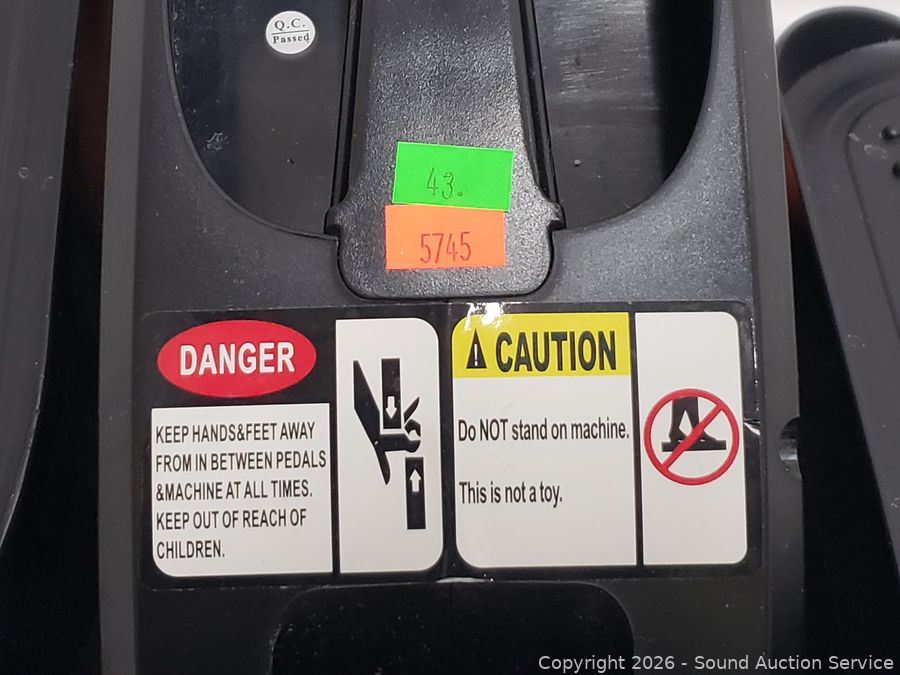 Q.C.
Passed
43.
5745
DANGER
KEEP HANDS&FEET AWAY
FROM IN BETWEEN PEDALS
&MACHINE AT ALL TIMES.
KEEP OUT OF REACH OF
CHILDREN.
CAUTION
Do NOT stand on machine.
This is not a toy.
Copyright 2026 - Sound Auction Service